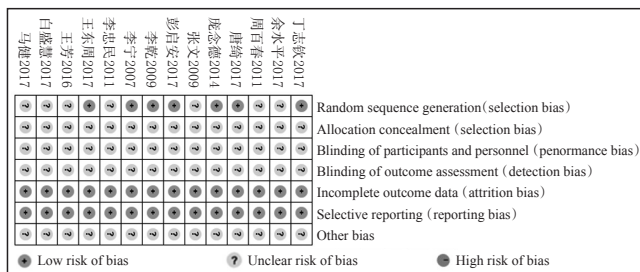 马健2017
白盛慧2017
王芳2016
王东周2017
李忠民2011
李宁2007
李乾2009
彭启安2017
张文2009
庞念德2014
唐绮2017
周百春2011
余水平2017
丁志钦2017
Random sequence generation(selection bias)
Allocation concealment (selection bias)
Blinding of participants and personnel (penormance bias)
Blinding of outcome assessment (detection bias)
Incomplete outcome data (attrition bias)
Selective reporting (reporting bias)
Other bias
Low risk of bias ? Unclear risk of bias High risk of bias